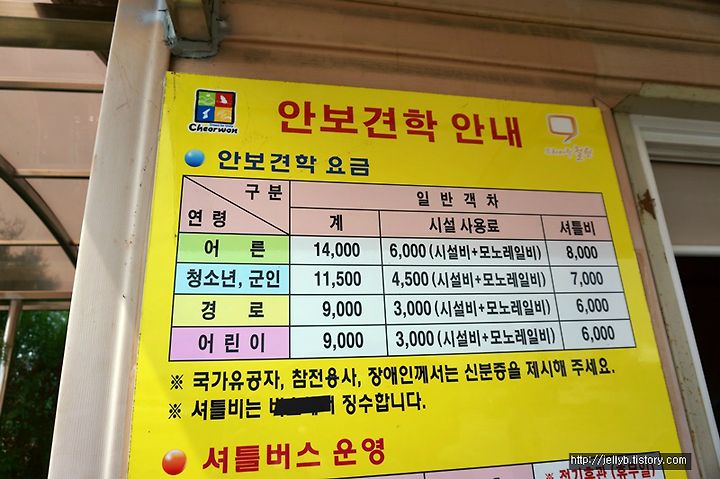 Cheorwon
안보견학 안내
안보견학 요금
구분 일반객차
연령 계 시설 사용료 셔틀비
어른 14,000 6,000 (시설비+모노레일비) 8,000
청소년, 군인 11,500 4,500 (시설비+모노레일비) 7,000
경로 9,000 3,000 (시설비+모노레일비) 6,000
어린이 9,000 3,000 (시설비+모노레일비) 6,000
※ 국가유공자, 참전용사, 장애인께서는 신분증을 제시해 주세요.
※ 셔틀비는 징수합니다.
셔틀버스 운영
http://jellyb.tistory.com